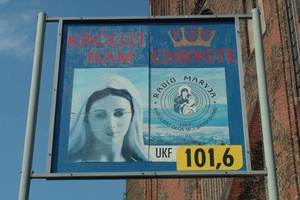 KRÓLUJ
NAM
CHRYSTE
RADIO MARYJA
UKF
101,6